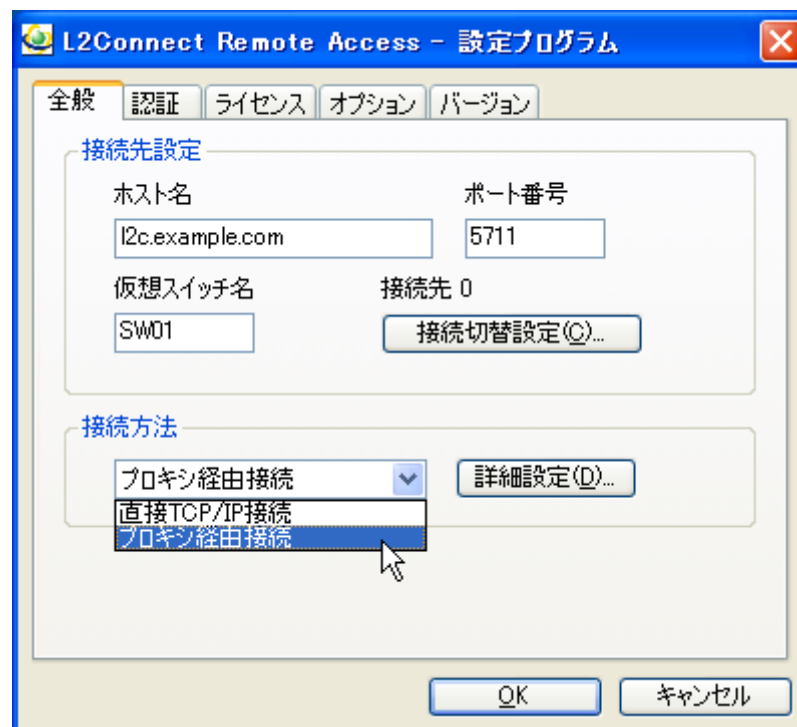 L2Connect Remote Access - 設定プログラム
全般 認証 ライセンス オプション バージョン
接続先設定
ホスト名 ポート番号
l2c.example.com 5711
仮想スイッチ名 接続先 0
SW01 接続切替設定(C)...
接続方法
プロキシ経由接続 詳細設定(D)...
直接TCP/IP接続
プロキシ経由接続
OK キャンセル